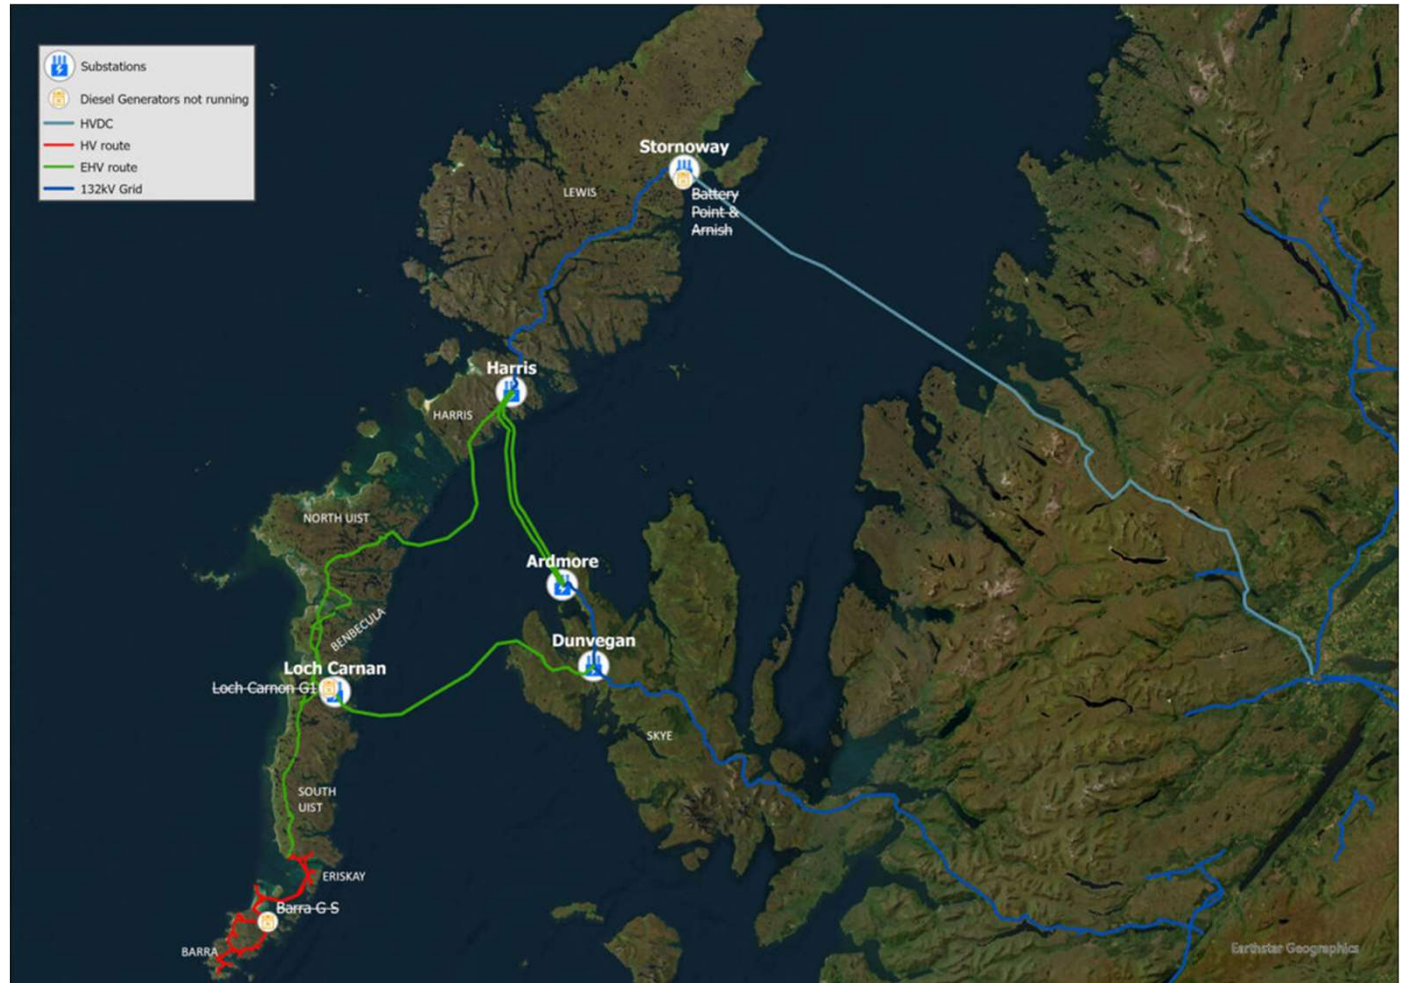 Substations
Diesel Generators not running
HVDC
HV route
EHV route
132kV Grid
Stornoway
LEWIS
Battery
Point &
Arnish
Harris
HARRIS
NORTH UIST
Ardmore
BENBECULA
Dunvegan
Loch Carnan
Loch Carnon G1
SKYE
SOUTH
UIST
ERISKAY
Barra G S
BARRA
Earthstar Geographics